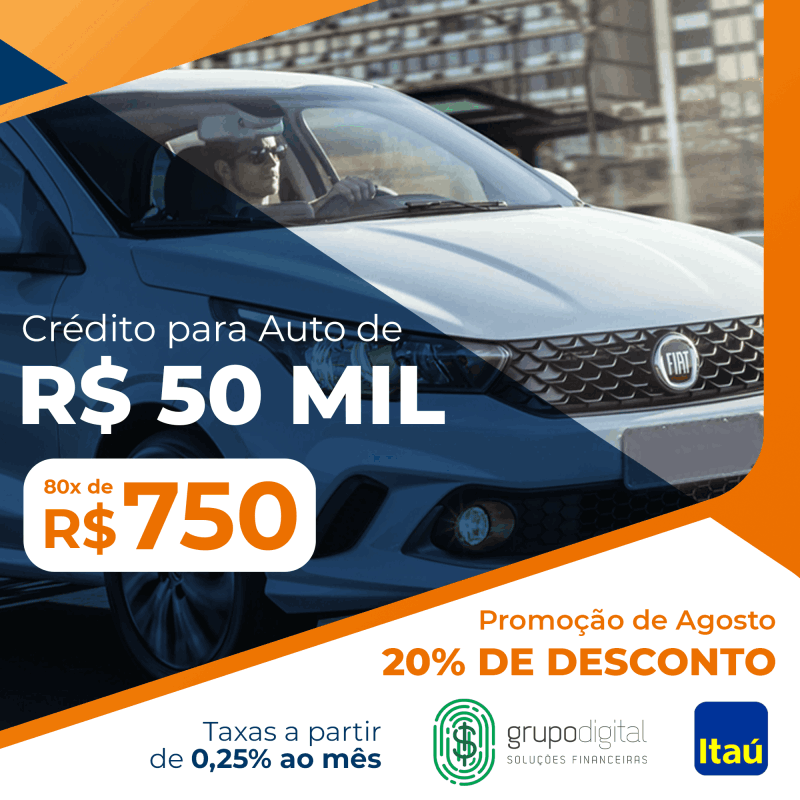 FIAT
Crédito para Auto de
R$ 50 MIL
80x de
R$ 750
Promoção de Agosto
20% DE DESCONTO
Taxas a partir
de 0,25% ao mês
grupodigital
SOLUÇÕES FINANCEIRAS
Itaú